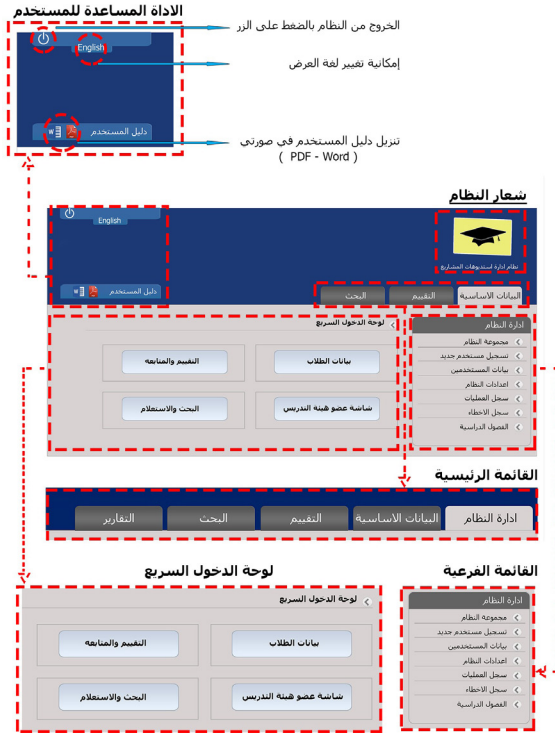 الاداة المساعدة للمستخدم
الخروج من النظام بالضغط على الزر
English
إمكانية تغيير لغة العرض
دليل المستخدم
تنزيل دليل المستخدم في صورتي
( PDF - Word )
شعار النظام
English
نظام ادارة استديوهات المشاريع
دليل المستخدم
البيانات الاساسية
التقييم
البحث
لوحة الدخول السريع
بيانات الطلاب
التقييم والمتابعه
شاشة عضو هيئة التدريس
البحث والاستعلام
ادارة النظام
مجموعة النظام
تسجيل مستخدم جديد
بيانات المستخدمين
اعدادات النظام
سجل العمليات
سجل الاخطاء
الفصول الدراسية
القائمة الرئيسية
ادارة النظام
البيانات الاساسية
التقييم
البحث
التقارير
القائمة الفرعية
لوحة الدخول السريع
ادارة النظام
مجموعه النظام
تسجيل مستخدم جديد
بيانات المستخدمين
اعدادات النظام
سجل العمليات
سجل الاخطاء
الفصول الدراسية
لوحة الدخول السريع
بيانات الطلاب
التقييم والمتابعه
شاشة عضو هيئة التدريس
البحث والاستعلام